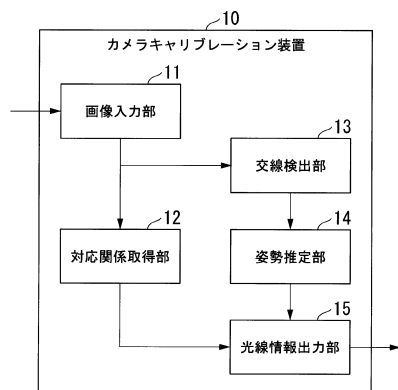 10
カメラキャリブレーション装置
11
画像入力部
13
交線検出部
12
対応関係取得部
14
姿勢推定部
15
光線情報出力部